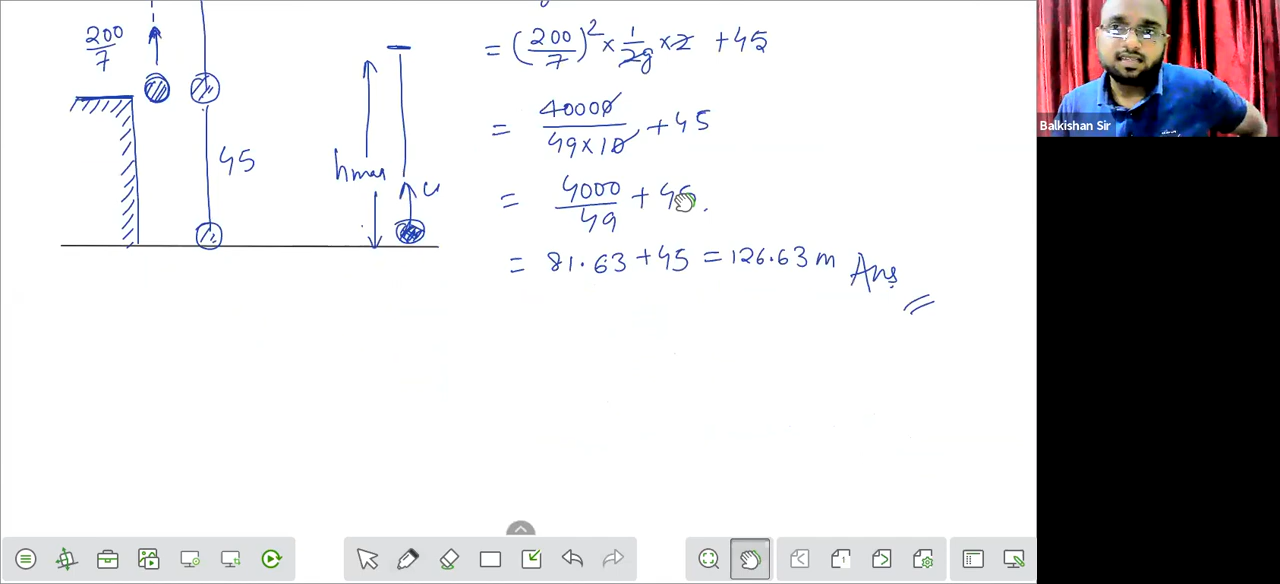 200/7
= (200/7)² × 1/2g × 2 + 45
= 40000/49×10 + 45
45
hmax
u
= 4000/49 + 45.
= 81.63 + 45 = 126.63 m Ans
Balkishan Sir
1